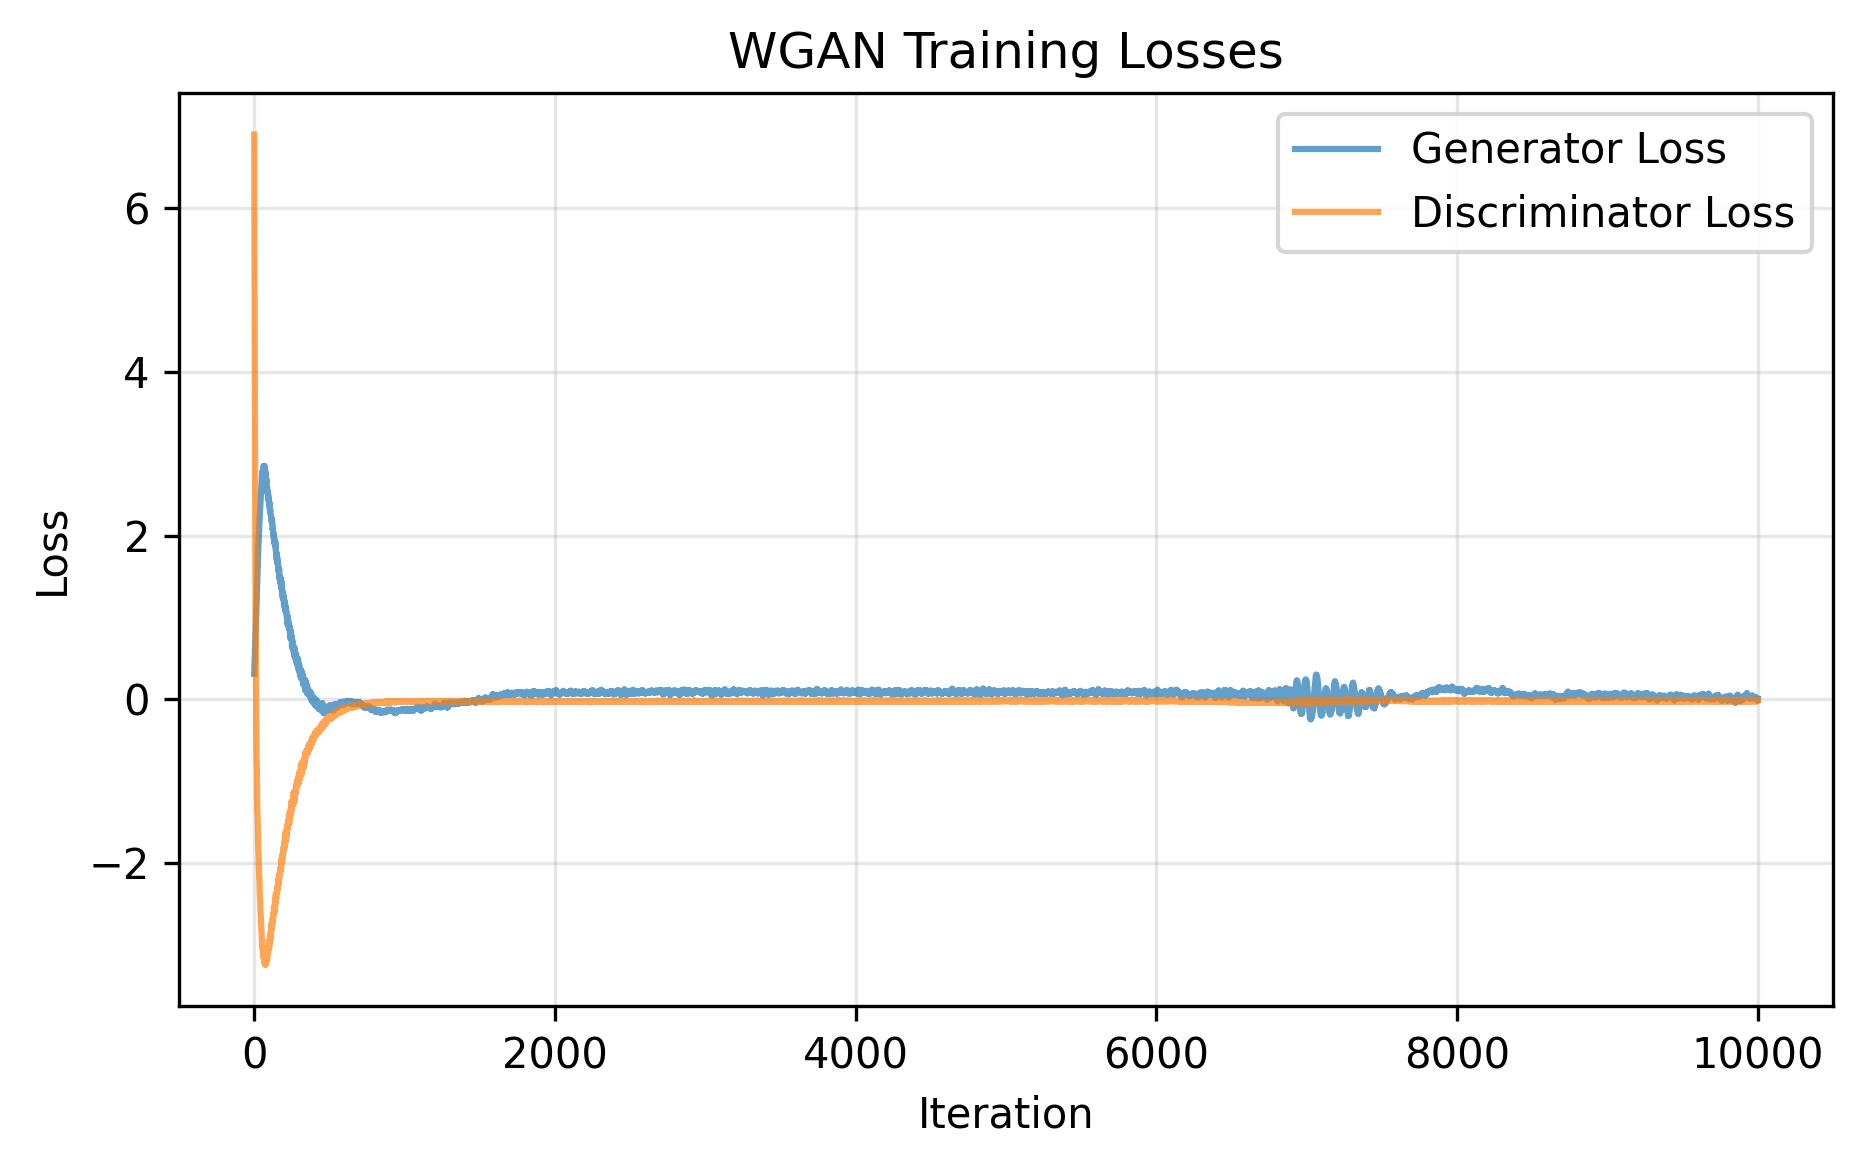 WGAN Training Losses
Generator Loss
Discriminator Loss
6
4
2
0
−2
Loss
0 2000 4000 6000 8000 10000
Iteration